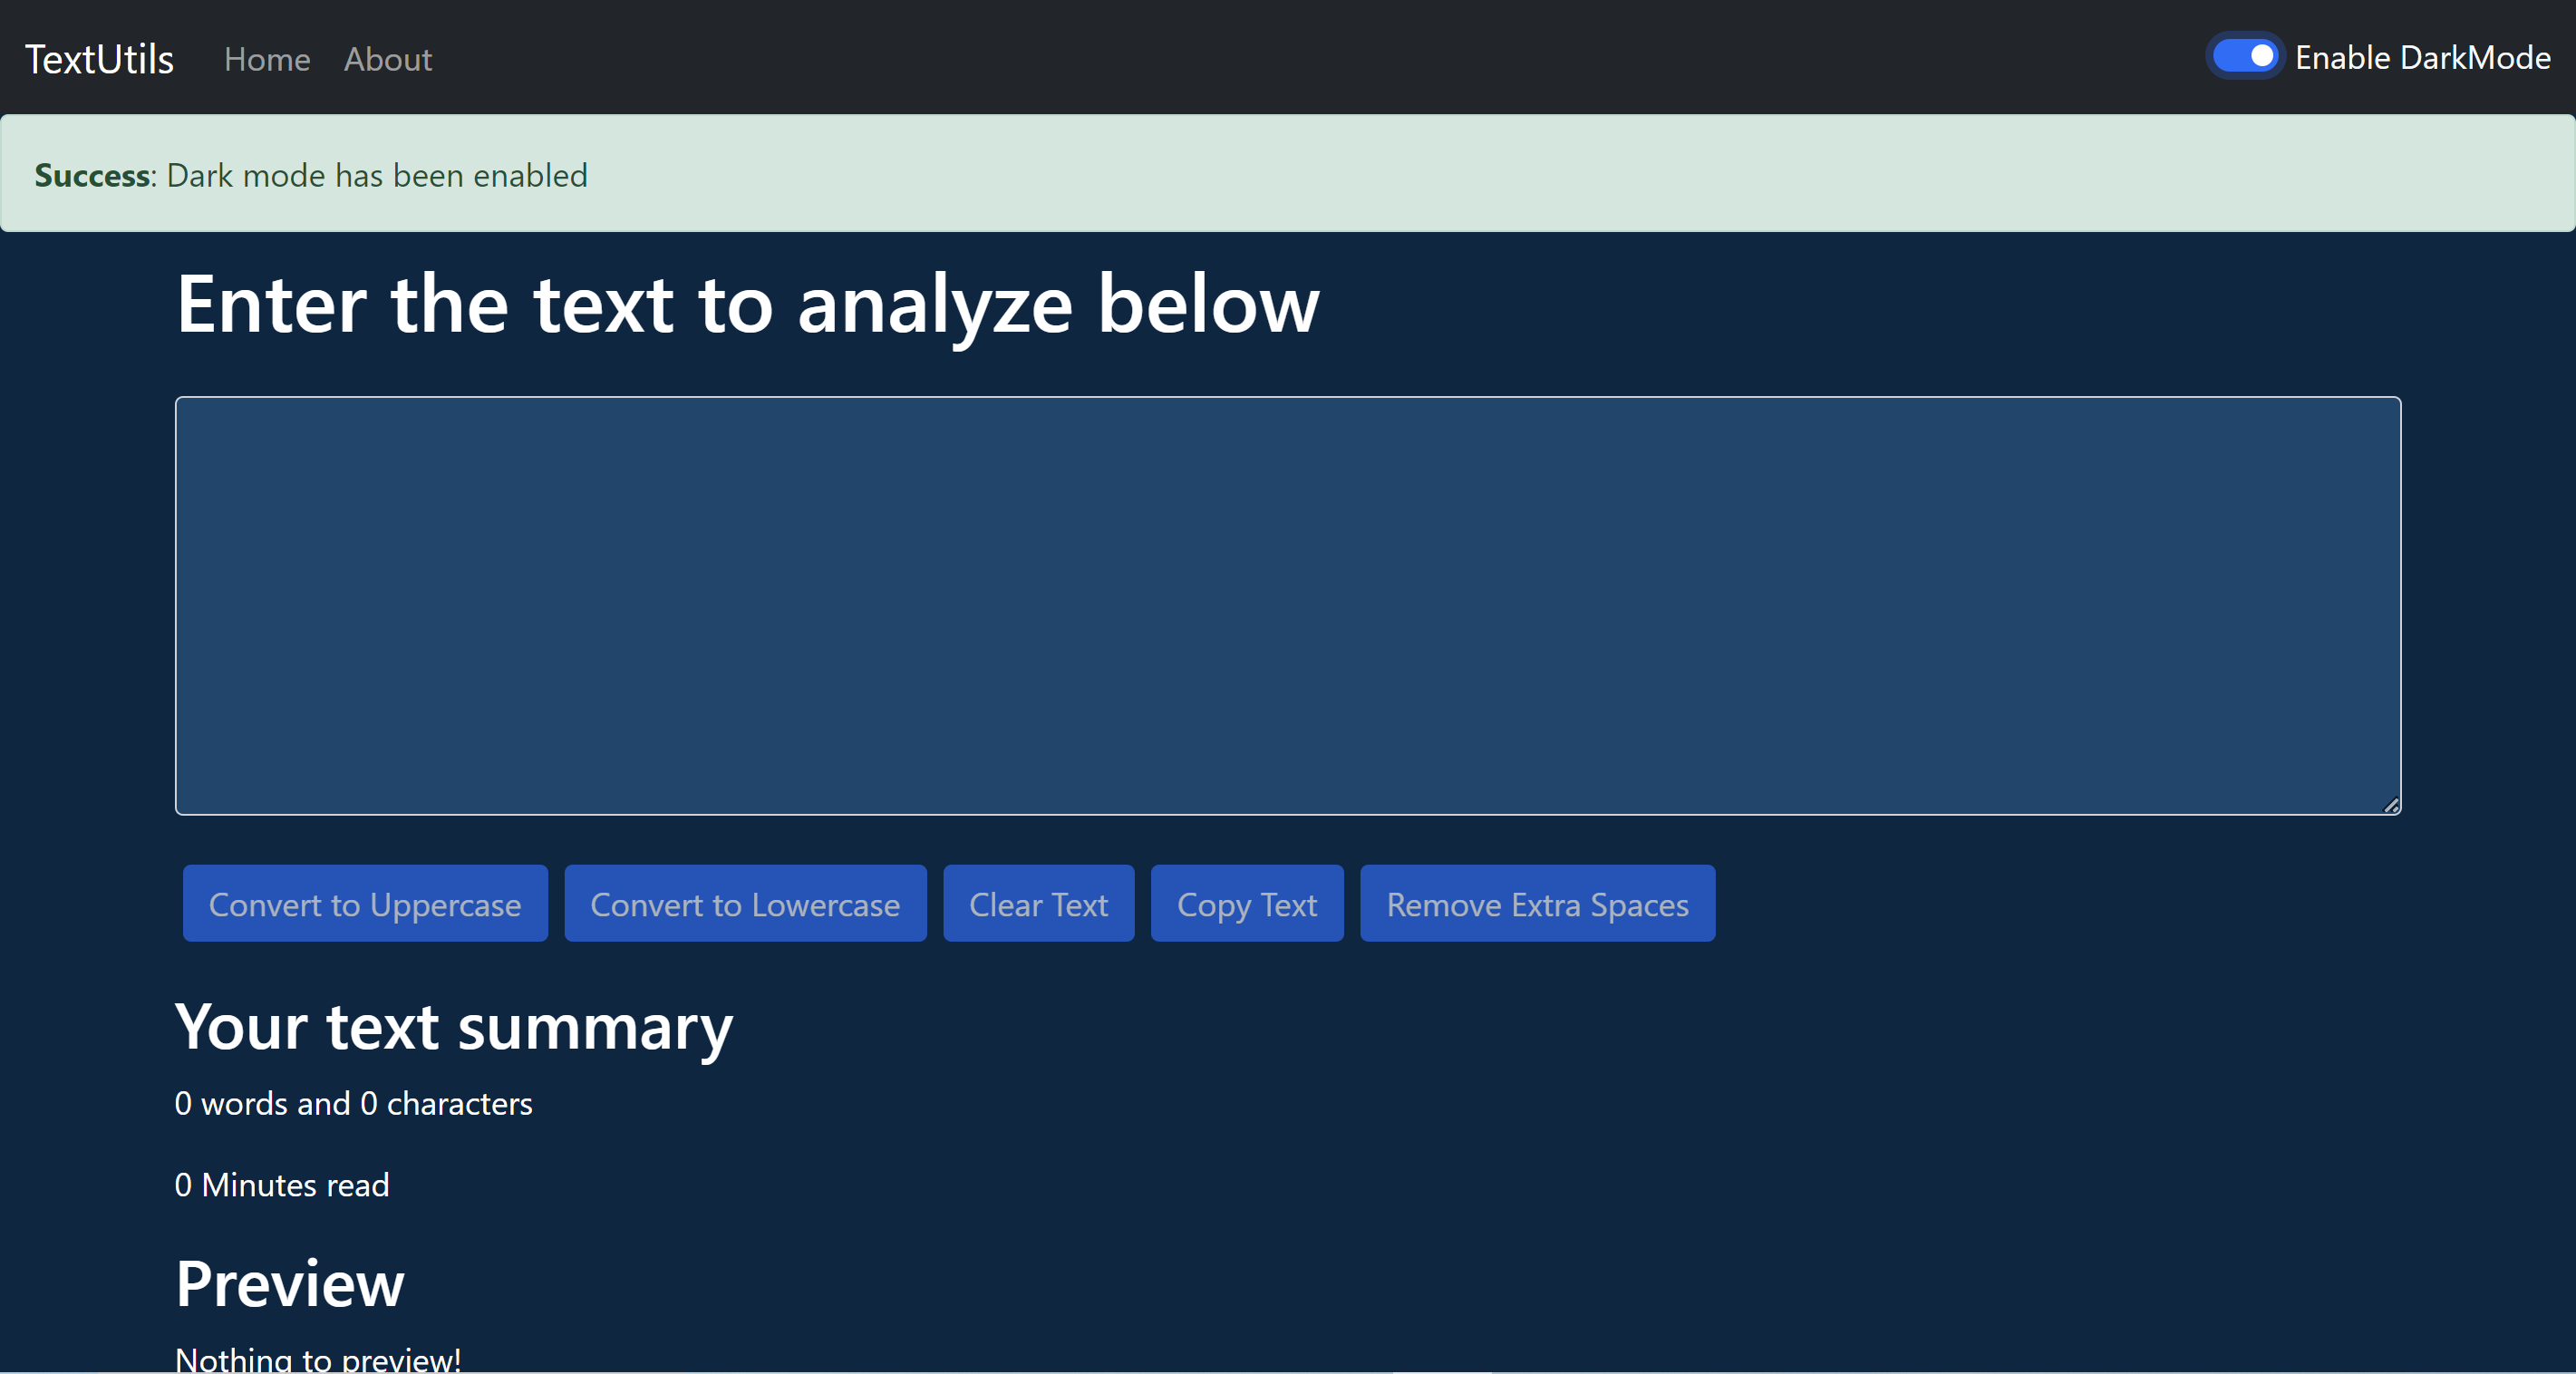 TextUtils Home About Enable DarkMode
Success: Dark mode has been enabled
Enter the text to analyze below
Convert to Uppercase Convert to Lowercase Clear Text Copy Text Remove Extra Spaces
Your text summary
0 words and 0 characters
0 Minutes read
Preview
Nothing to preview!